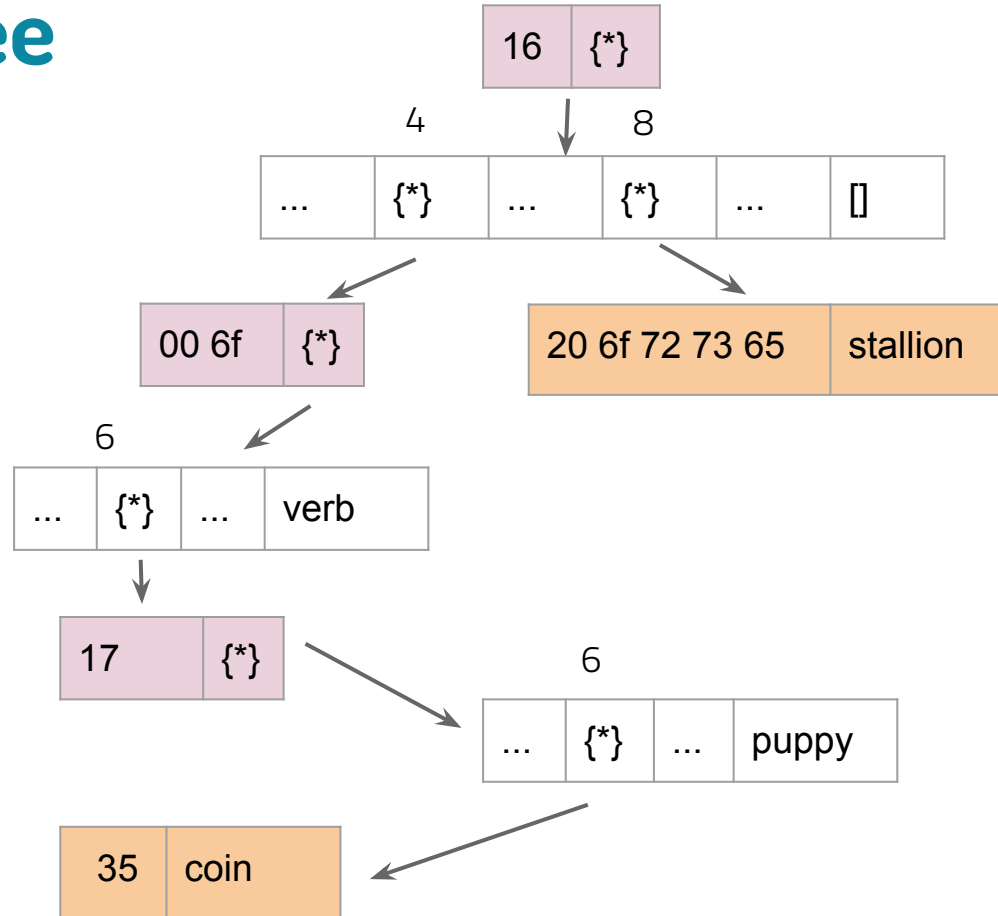 ee
16 {*}
4 8
... {*} ... {*} ... []
00 6f {*}
20 6f 72 73 65 stallion
6
... {*} ... verb
17 {*}
6
... {*} ... puppy
35 coin